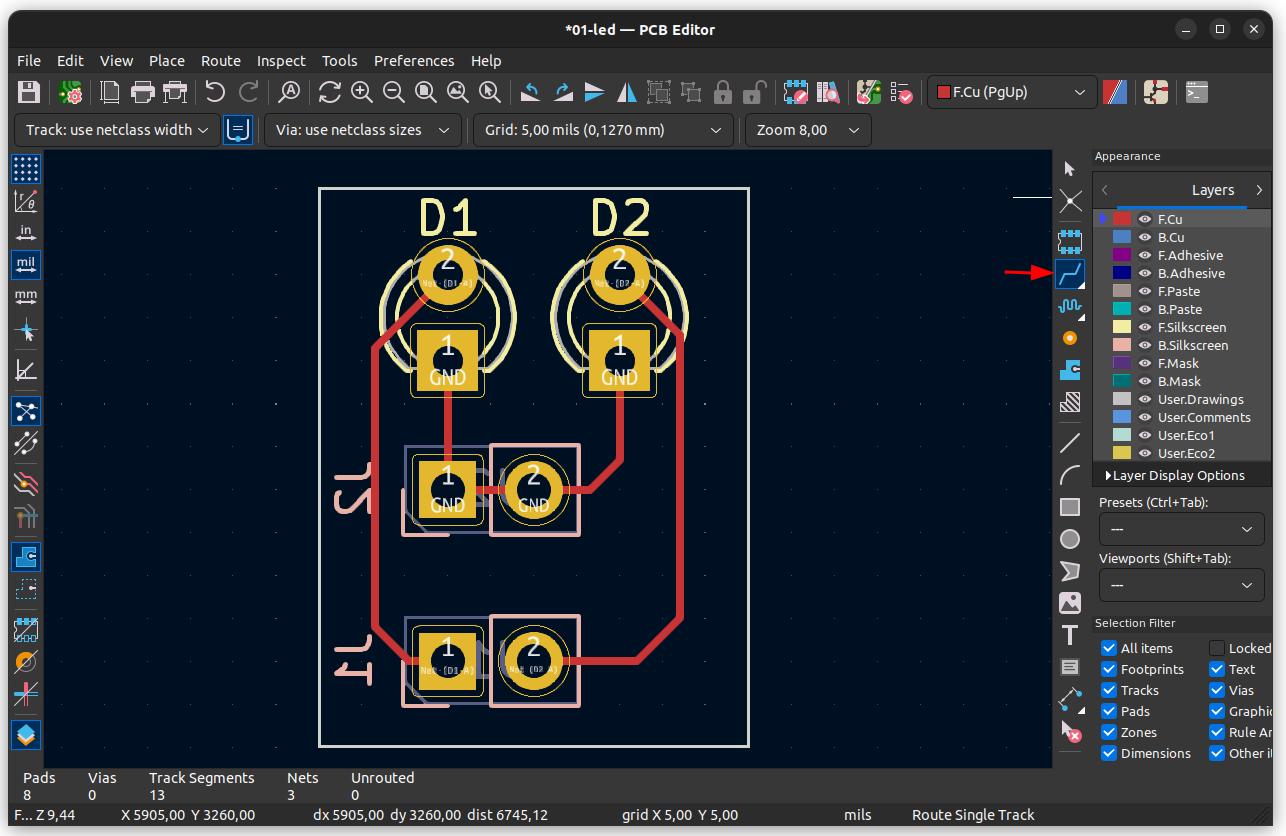 *01-led — PCB Editor
File Edit View Place Route Inspect Tools Preferences Help
F.Cu (PgUp)
Track: use netclass width
Via: use netclass sizes
Grid: 5,00 mils (0,1270 mm)
Zoom 8,00
in
mil
mm
D1 D2
2
Net-(D1-A)
2
Net-(D2-A)
1
GND
1
GND
J2
1
GND
2
GND
J1
1
Net-(D1-A)
2
Net-(D2-A)
Appearance
Layers
F.Cu
B.Cu
F.Adhesive
B.Adhesive
F.Paste
B.Paste
F.Silkscreen
B.Silkscreen
F.Mask
B.Mask
User.Drawings
User.Comments
User.Eco1
User.Eco2
Layer Display Options
Presets (Ctrl+Tab):
---
Viewports (Shift+Tab):
---
Selection Filter
All items Locked
Footprints Text
Tracks Vias
Pads Graphic
Zones Rule Ar
Dimensions Other it
Pads Vias Track Segments Nets Unrouted
8 0 13 3 0
F... Z 9,44 X 5905,00 Y 3260,00 dx 5905,00 dy 3260,00 dist 6745,12 grid X 5,00 Y 5,00 mils Route Single Track